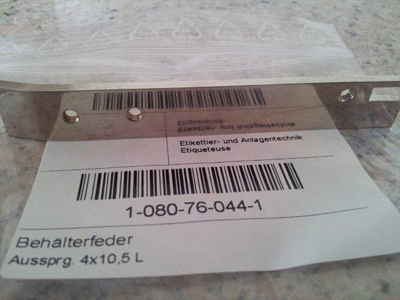 Etikettier- und Anlagentechnik
Etiqueteuse
1-080-76-044-1
Behälterfeder
Aussprg. 4x10,5 L